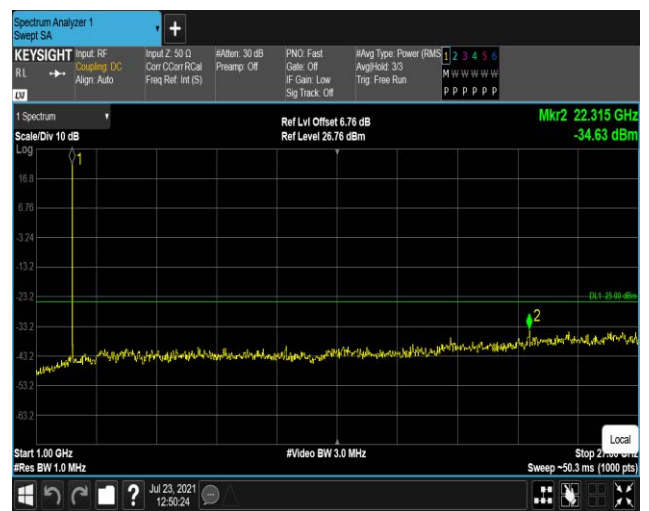 Spectrum Analyzer 1
Swept SA
+
KEYSIGHT Input: RF Input Z: 50 Ω #Atten: 30 dB PNO: Fast #Avg Type: Power (RMS 1 2 3 4 5 6
RL Coupling: DC Corr CCorr RCal Preamp: Off Gate: Off Avg|Hold: 3/3 M W W W W W
Align: Auto Freq Ref: Int (S) IF Gain: Low Trig: Free Run
LXI Sig Track: Off P P P P P P
1 Spectrum Ref Lvl Offset 6.76 dB Mkr2 22.315 GHz
Scale/Div 10 dB Ref Level 26.76 dBm -34.63 dBm
Log
1
16.8
6.76
-3.24
-13.2
-23.2 DL1 -25.00 dBm
2
-33.2
-43.2
-53.2
-63.2
Local
Start 1.00 GHz #Video BW 3.0 MHz Stop
#Res BW 1.0 MHz Sweep ~50.3 ms (1000 pts)
? Jul 23, 2021
12:50:24